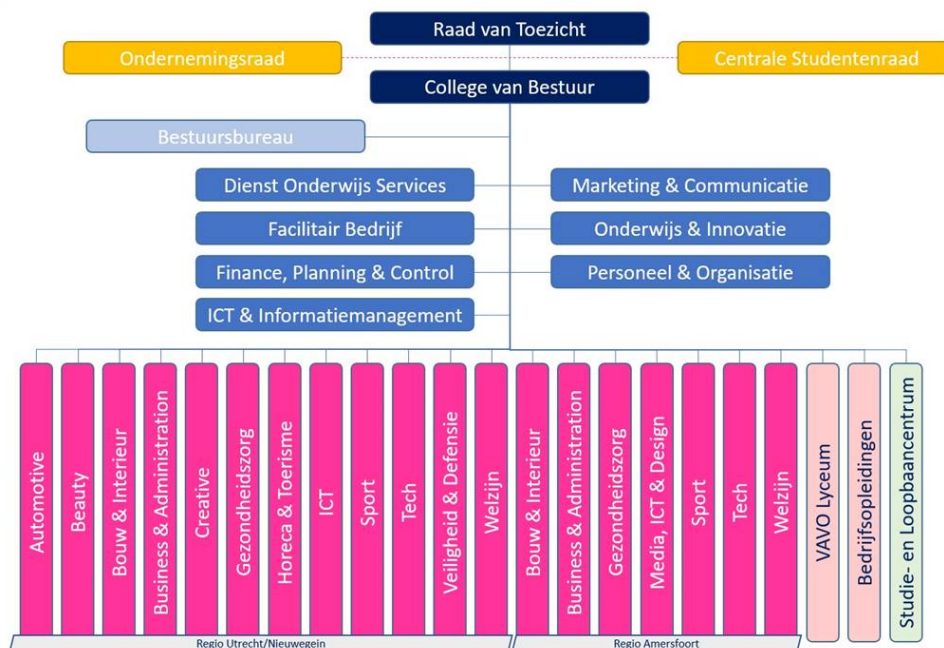 Raad van Toezicht
Ondernemingsraad
Centrale Studentenraad
College van Bestuur
Bestuursbureau
Dienst Onderwijs Services
Marketing & Communicatie
Facilitair Bedrijf
Onderwijs & Innovatie
Finance, Planning & Control
Personeel & Organisatie
ICT & Informatiemanagement
Automotive
Beauty
Bouw & Interieur
Business & Administration
Creative
Gezondheidszorg
Horeca & Toerisme
ICT
Sport
Tech
Veiligheid & Defensie
Welzijn
Bouw & Interieur
Business & Administration
Gezondheidszorg
Media, ICT & Design
Sport
Tech
Welzijn
VAVO Lyceum
Bedrijfsopleidingen
Studie- en Loopbaancentrum
Regio Utrecht/Nieuwegein
Regio Amersfoort